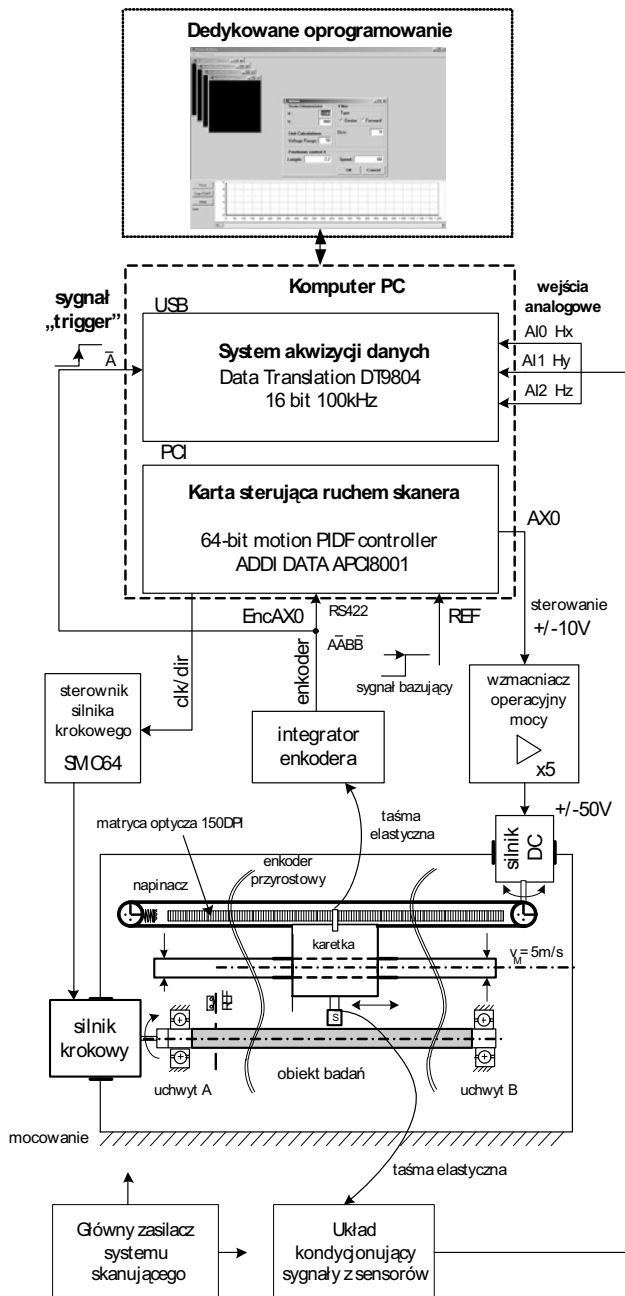 Dedykowane oprogramowanie
Komputer PC
sygnał
„trigger”
A̅
wejścia
analogowe
USB
System akwizycji danych
Data Translation DT9804
16 bit 100kHz
AI0 Hx
AI1 Hy
AI2 Hz
PCI
Karta sterująca ruchem skanera
64-bit motion PIDF controller
ADDI DATA APCI8001
AX0
EncAX0
RS422
AA̅BB̅
REF
sterowanie
+/-10V
clk/dir
enkoder
sygnał bazujący
sterownik
silnika
krokowego
SMC64
integrator
enkodera
wzmacniacz
operacyjny
mocy
x5
+/-50V
silnik
DC
taśma
elastyczna
matryca optycza 150DPI
enkoder
przyrostowy
napinacz
karetka
vM = 5m/s
REF
S
silnik
krokowy
uchwyt A
obiekt badań
uchwyt B
mocowanie
taśma elastyczna
Główny zasilacz
systemu
skanującego
Układ
kondycjonujący
sygnały z sensorów